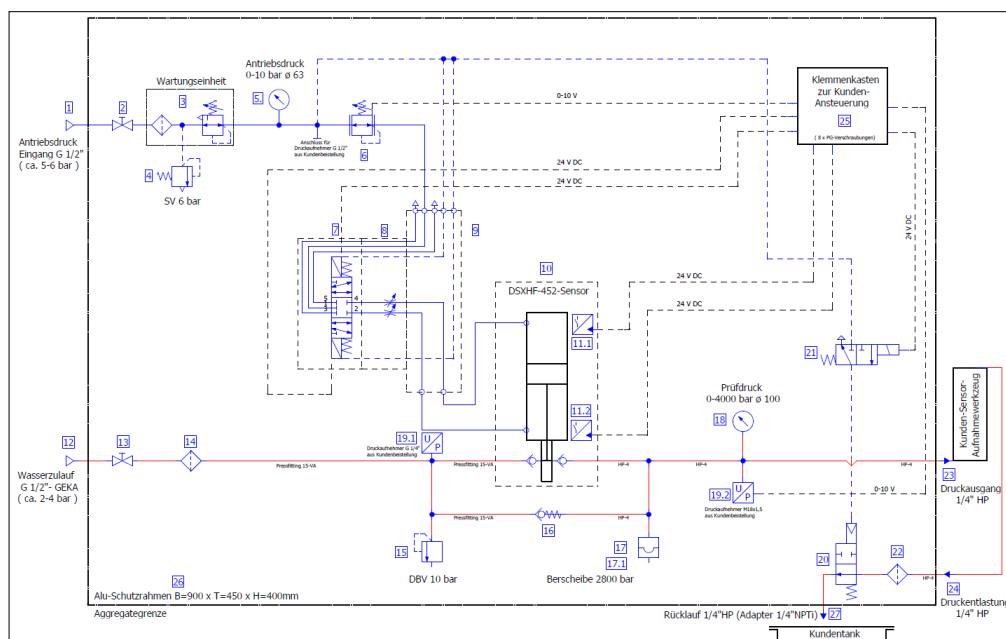 Antriebsdruck
0-10 bar ø 63
Wartungseinheit
Klemmenkasten
zur Kunden-
Ansteuerung
25
( 8 x PG-Verschraubungen )
1
2
3
5.
6
0-10 V
Anschluss für
Druckaufnehmer G 1/2"
aus Kundenbestellung
Antriebsdruck
Eingang G 1/2"
( ca. 5-6 bar )
4
SV 6 bar
24 V DC
24 V DC
24 V DC
7
8
9
5
4
3
2
10
DSXHF-452-Sensor
24 V DC
11.1
24 V DC
11.2
21
Prüfdruck
0-4000 bar ø 100
18
Kunden-Sensor-
Aufnahmewerkzeug
12
13
14
19.1
U
P
Druckaufnehmer G 1/4"
aus Kundenbestellung
Wasserzulauf
G 1/2"- GEKA
( ca. 2-4 bar )
Pressfitting 15-VA
Pressfitting 15-VA
HP-4
HP-4
HP-4
23
Druckausgang
1/4" HP
19.2
U
P
0-10 V
Druckaufnehmer M18x1,5
aus Kundenbestellung
Pressfitting 15-VA
16
HP-4
15
DBV 10 bar
17
17.1
Berscheibe 2800 bar
20
22
HP-4
24
Druckentlastung
1/4" HP
26
Alu-Schutzrahmen B=900 x T=450 x H=400mm
Aggregategrenze
Rücklauf 1/4"HP (Adapter 1/4"NPTi)
27
Kundentank